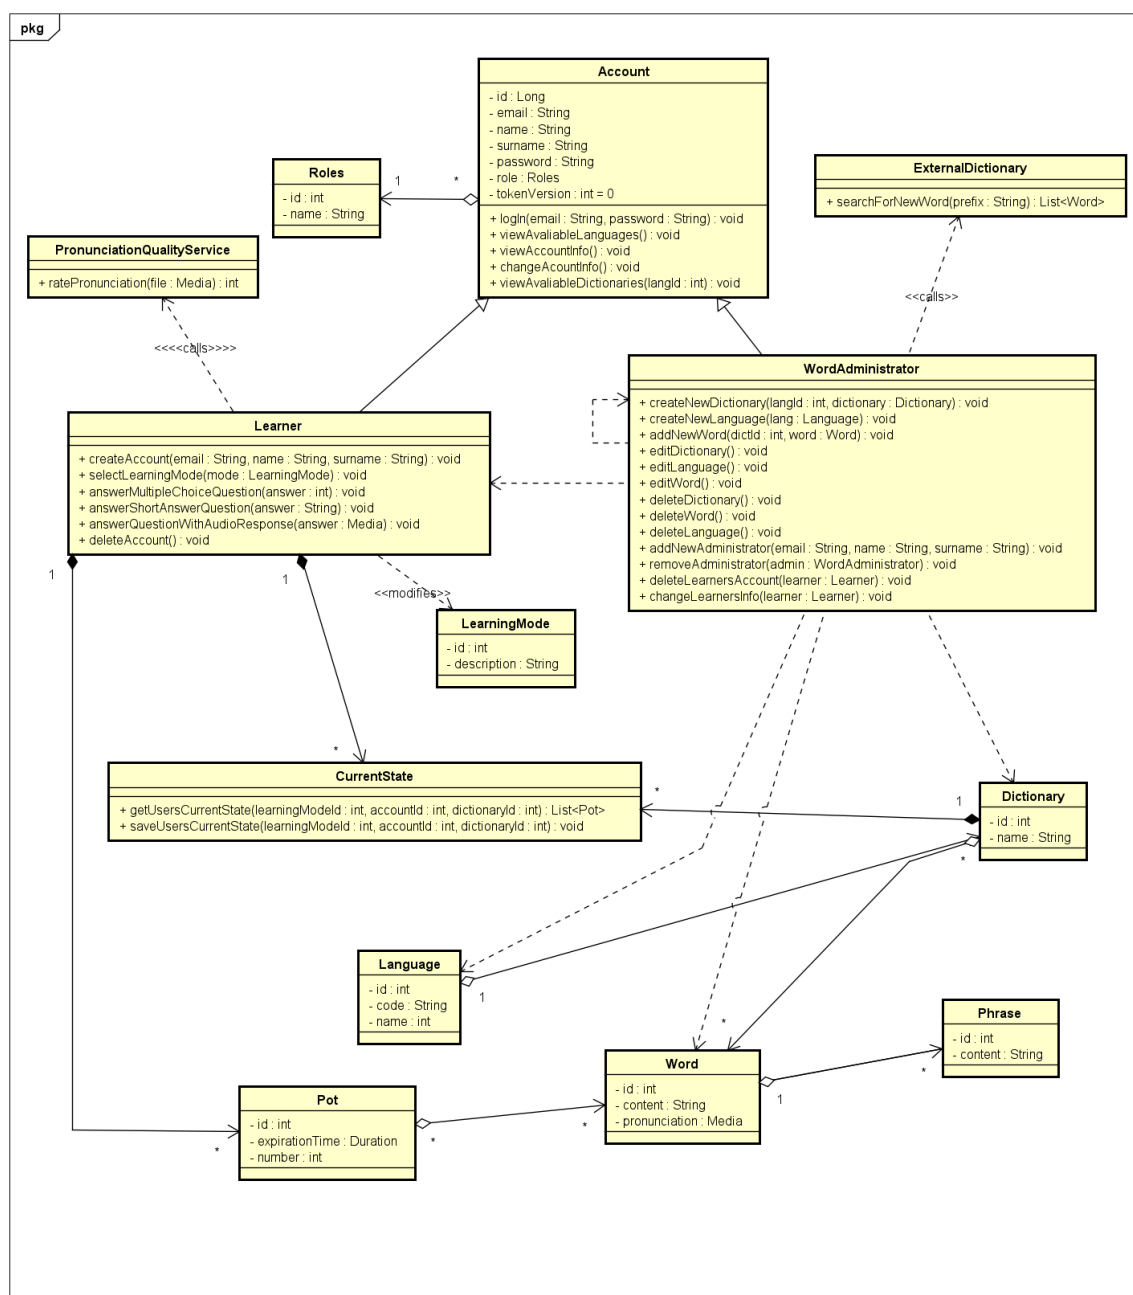 pkg
Account
- id : Long
- email : String
- name : String
- surname : String
- password : String
- role : Roles
- tokenVersion : int = 0
+ logIn(email : String, password : String) : void
+ viewAvaliableLanguages() : void
+ viewAccountInfo() : void
+ changeAcountInfo() : void
+ viewAvaliableDictionaries(langId : int) : void
Roles
- id : int
- name : String
1
*
ExternalDictionary
+ searchForNewWord(prefix : String) : List<Word>
PronunciationQualityService
+ ratePronunciation(file : Media) : int
<<calls>>
<<<<calls>>>>
WordAdministrator
+ createNewDictionary(langId : int, dictionary : Dictionary) : void
+ createNewLanguage(lang : Language) : void
+ addNewWord(dictId : int, word : Word) : void
+ editDictionary() : void
+ editLanguage() : void
+ editWord() : void
+ deleteDictionary() : void
+ deleteWord() : void
+ deleteLanguage() : void
+ addNewAdministrator(email : String, name : String, surname : String) : void
+ removeAdministrator(admin : WordAdministrator) : void
+ deleteLearnersAccount(learner : Learner) : void
+ changeLearnersInfo(learner : Learner) : void
Learner
+ createAccount(email : String, name : String, surname : String) : void
+ selectLearningMode(mode : LearningMode) : void
+ answerMultipleChoiceQuestion(answer : int) : void
+ answerShortAnswerQuestion(answer : String) : void
+ answerQuestionWithAudioResponse(answer : Media) : void
+ deleteAccount() : void
1
1
<<modifies>>
LearningMode
- id : int
- description : String
*
CurrentState
+ getUsersCurrentState(learningModeId : int, accountId : int, dictionaryId : int) : List<Pot>
+ saveUsersCurrentState(learningModeId : int, accountId : int, dictionaryId : int) : void
*
1
Dictionary
- id : int
- name : String
*
Language
- id : int
- code : String
- name : int
1
*
Phrase
- id : int
- content : String
*
Word
- id : int
- content : String
- pronunciation : Media
1
Pot
- id : int
- expirationTime : Duration
- number : int
*
*
*